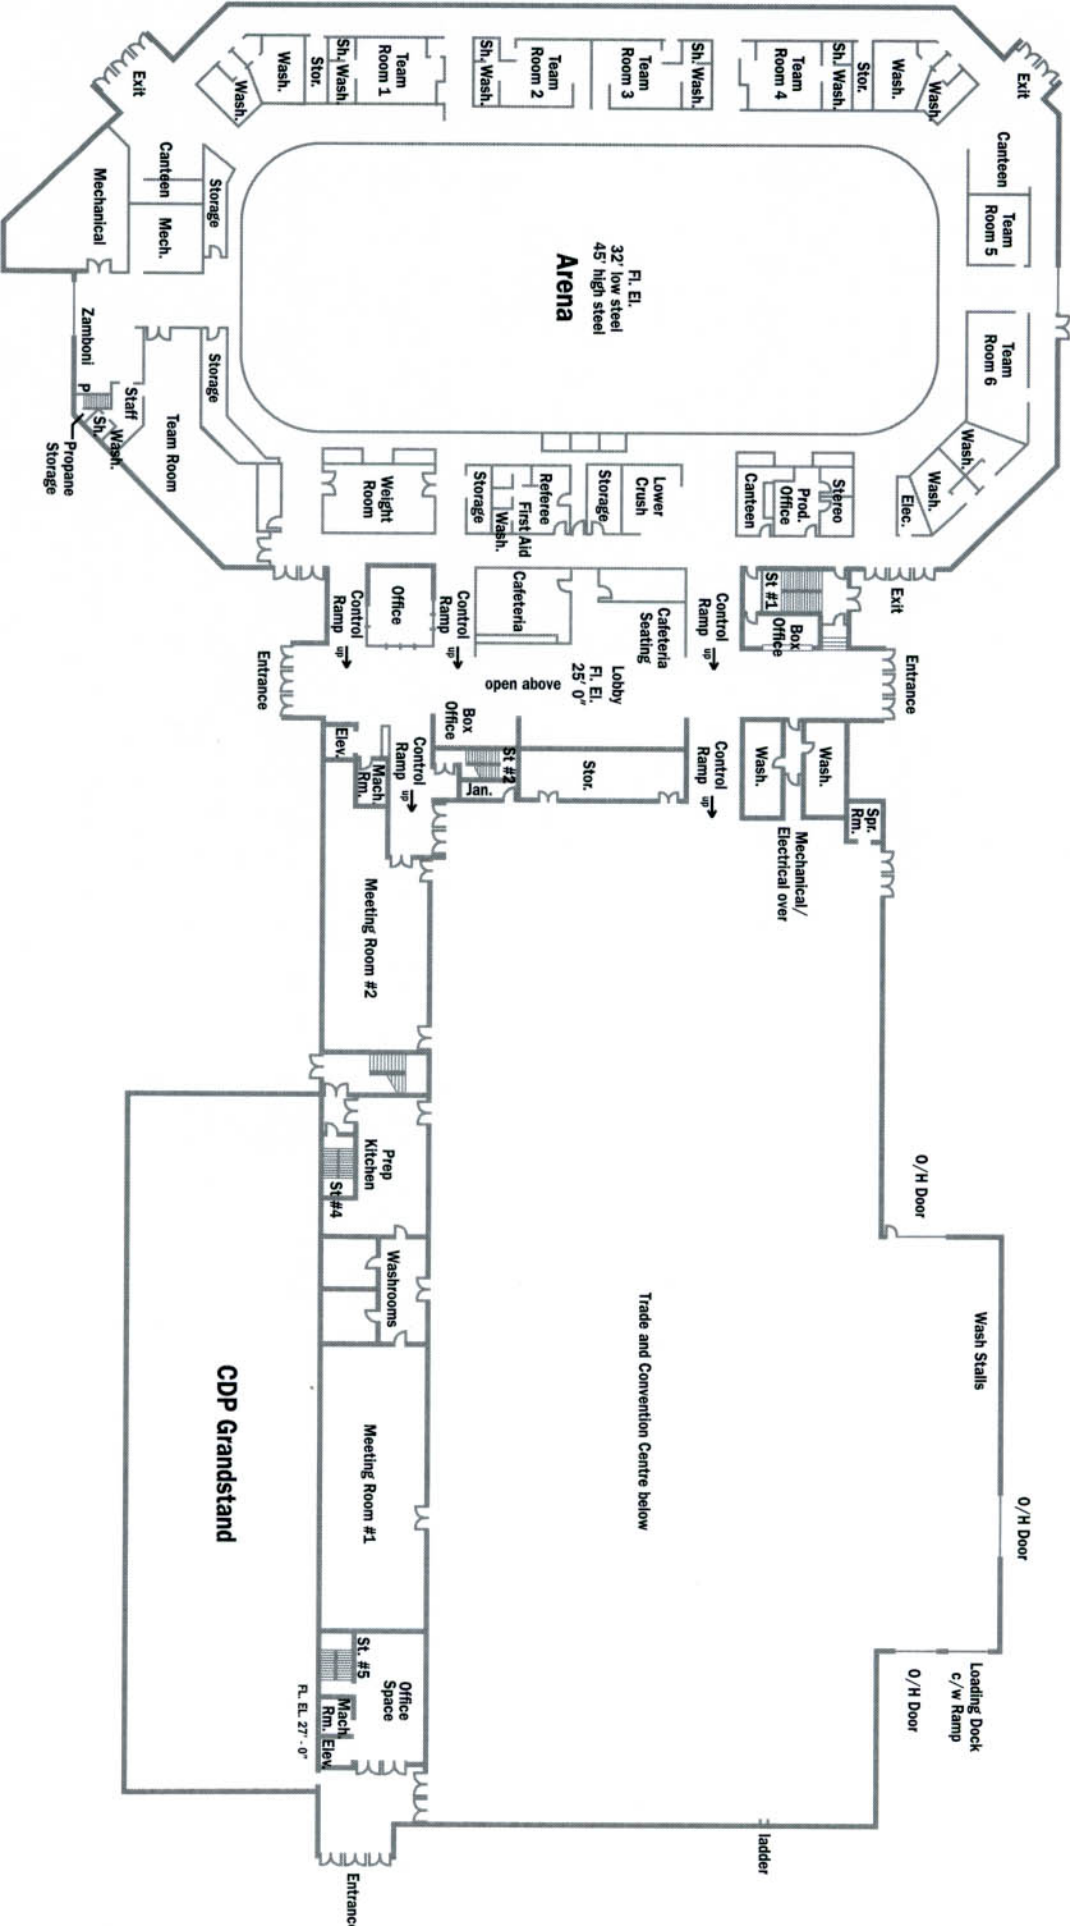 Exit
Wash.
Wash.
Stor.
Sh.
Wash.
Team
Room 1
Sh.
Wash.
Team
Room 2
Team
Room 3
Sh.
Wash.
Team
Room 4
Sh.
Wash.
Stor.
Wash.
Wash.
Exit
Canteen
Team
Room 5
Team
Room 6
Wash.
Wash.
Elec.
Mechanical
Canteen
Mech.
Storage
Fl. El.
32' low steel
45' high steel
Arena
Zamboni
P
Staff
Sh.
Wash.
Propane
Storage
Team Room
Storage
Weight
Room
Storage
Wash.
First Aid
Referee
Storage
Lower
Crush
Canteen
Prod.
Office
Stereo
Exit
Control
Ramp
up
Office
Control
Ramp
up
Cafeteria
Cafeteria
Seating
Control
Ramp
up
St #1
Box
Office
Entrance
Entrance
Lobby
Fl. El.
25' 0"
open above
Box
Office
Elev.
Mach.
Rm.
Control
Ramp
up
St #2
Jan.
Stor.
Control
Ramp
up
Wash.
Wash.
Spr.
Rm.
Mechanical/
Electrical over
Meeting Room #2
Prep
Kitchen
St #4
Washrooms
O/H Door
Wash Stalls
O/H Door
Trade and Convention Centre below
CDP Grandstand
Meeting Room #1
St. #5
Office
Space
Mach.
Rm.
Elev.
FL. EL. 27' - 0"
Loading Dock
c/w Ramp
O/H Door
ladder
Entrance